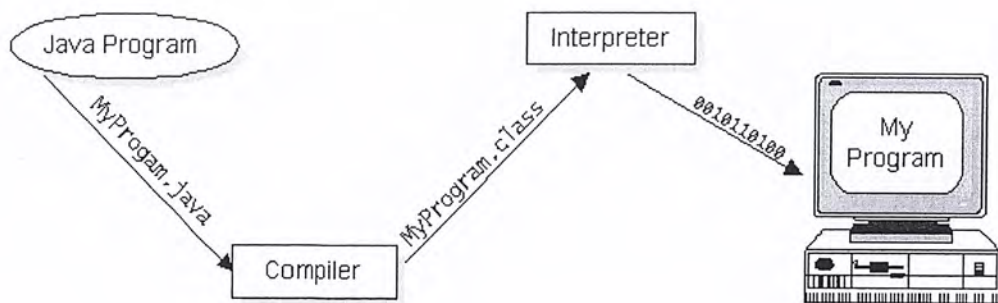 Java Program
MyProgam.java
Compiler
MyProgram.class
Interpreter
0010110100
My
Program